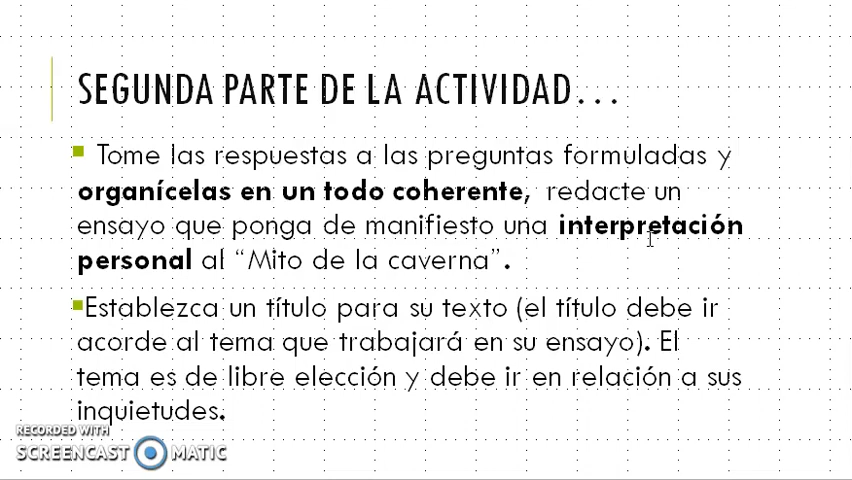 SEGUNDA PARTE DE LA ACTIVIDAD…
Tome las respuestas a las preguntas formuladas y
organícelas en un todo coherente, redacte un
ensayo que ponga de manifiesto una interpretación
personal al “Mito de la caverna”.
Establezca un título para su texto (el título debe ir
acorde al tema que trabajará en su ensayo). El
tema es de libre elección y debe ir en relación a sus
inquietudes.
RECORDED WITH
SCREENCAST MATIC